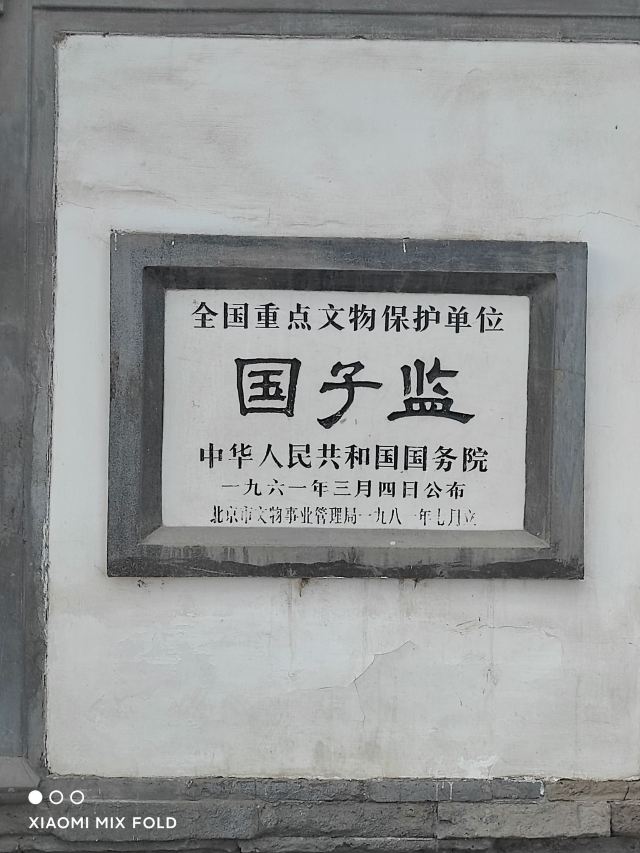 全国重点文物保护单位
国子监
中华人民共和国国务院
一九六一年三月四日公布
北京市文物事业管理局一九八一年七月立
XIAOMI MIX FOLD